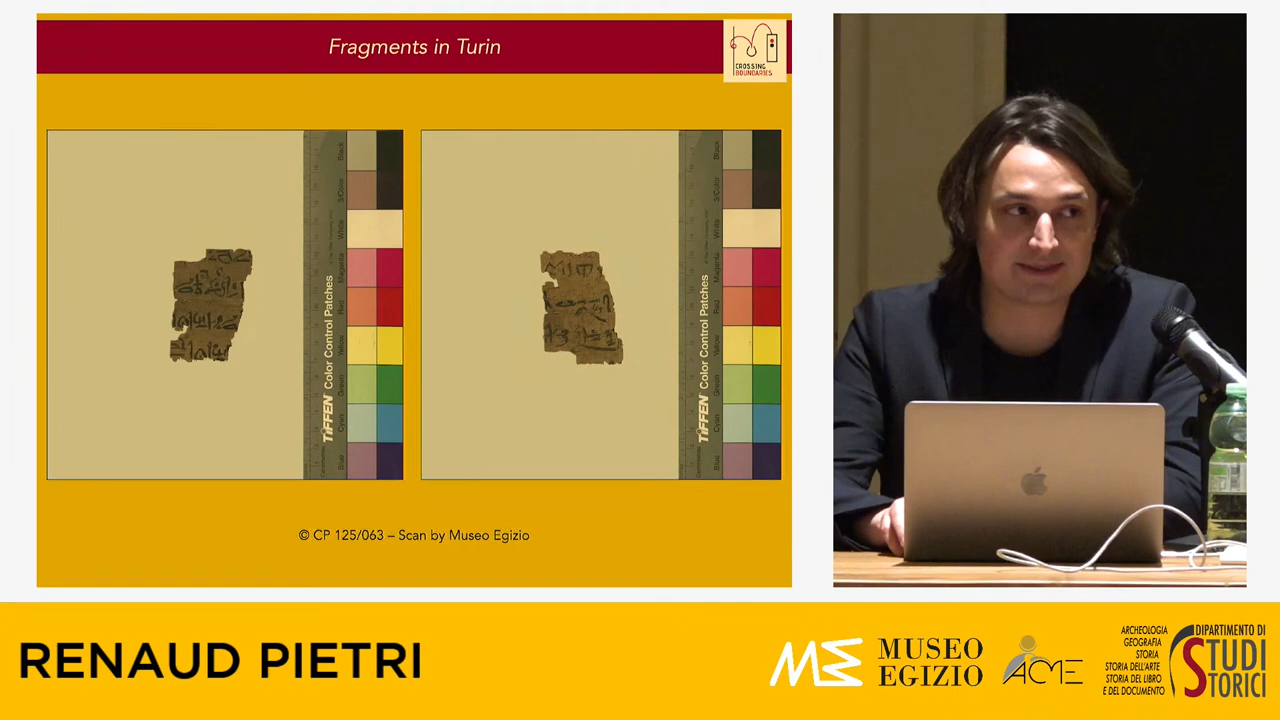 Fragments in Turin
CROSSING
BOUNDARIES
Black
3/Color
White
Magenta
Red
Yellow
Green
Cyan
Blue
TIFFEN Color Control Patches
Black
3/Color
White
Magenta
Red
Yellow
Green
Cyan
Blue
TIFFEN Color Control Patches
© CP 125/063 – Scan by Museo Egizio
RENAUD PIETRI
ME
MUSEO
EGIZIO
ACME
ARCHEOLOGIA
GEOGRAFIA
STORIA
STORIA DELL'ARTE
STORIA DEL LIBRO
E DEL DOCUMENTO
DIPARTIMENTO DI
STUDI
STORICI